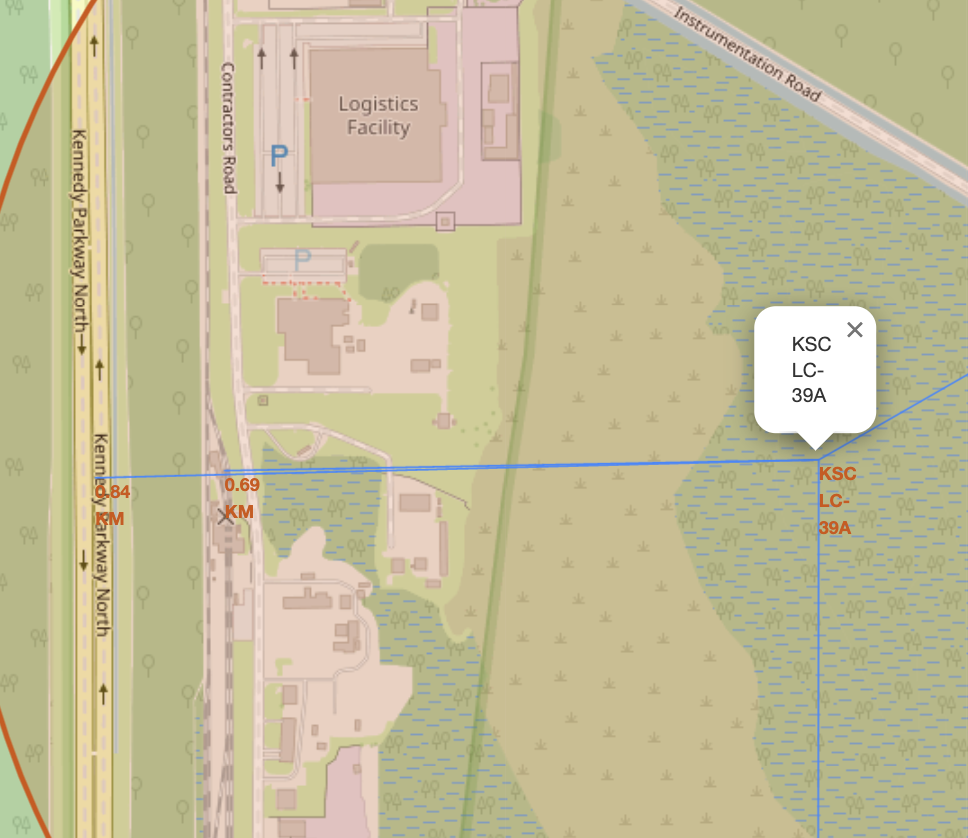 Instrumentation Road
Contractors Road
Logistics
Facility
P
Kennedy Parkway North
P
KSC
LC-
39A
×
Kennedy Parkway North
0.84
KM
0.69
KM
KSC
LC-
39A